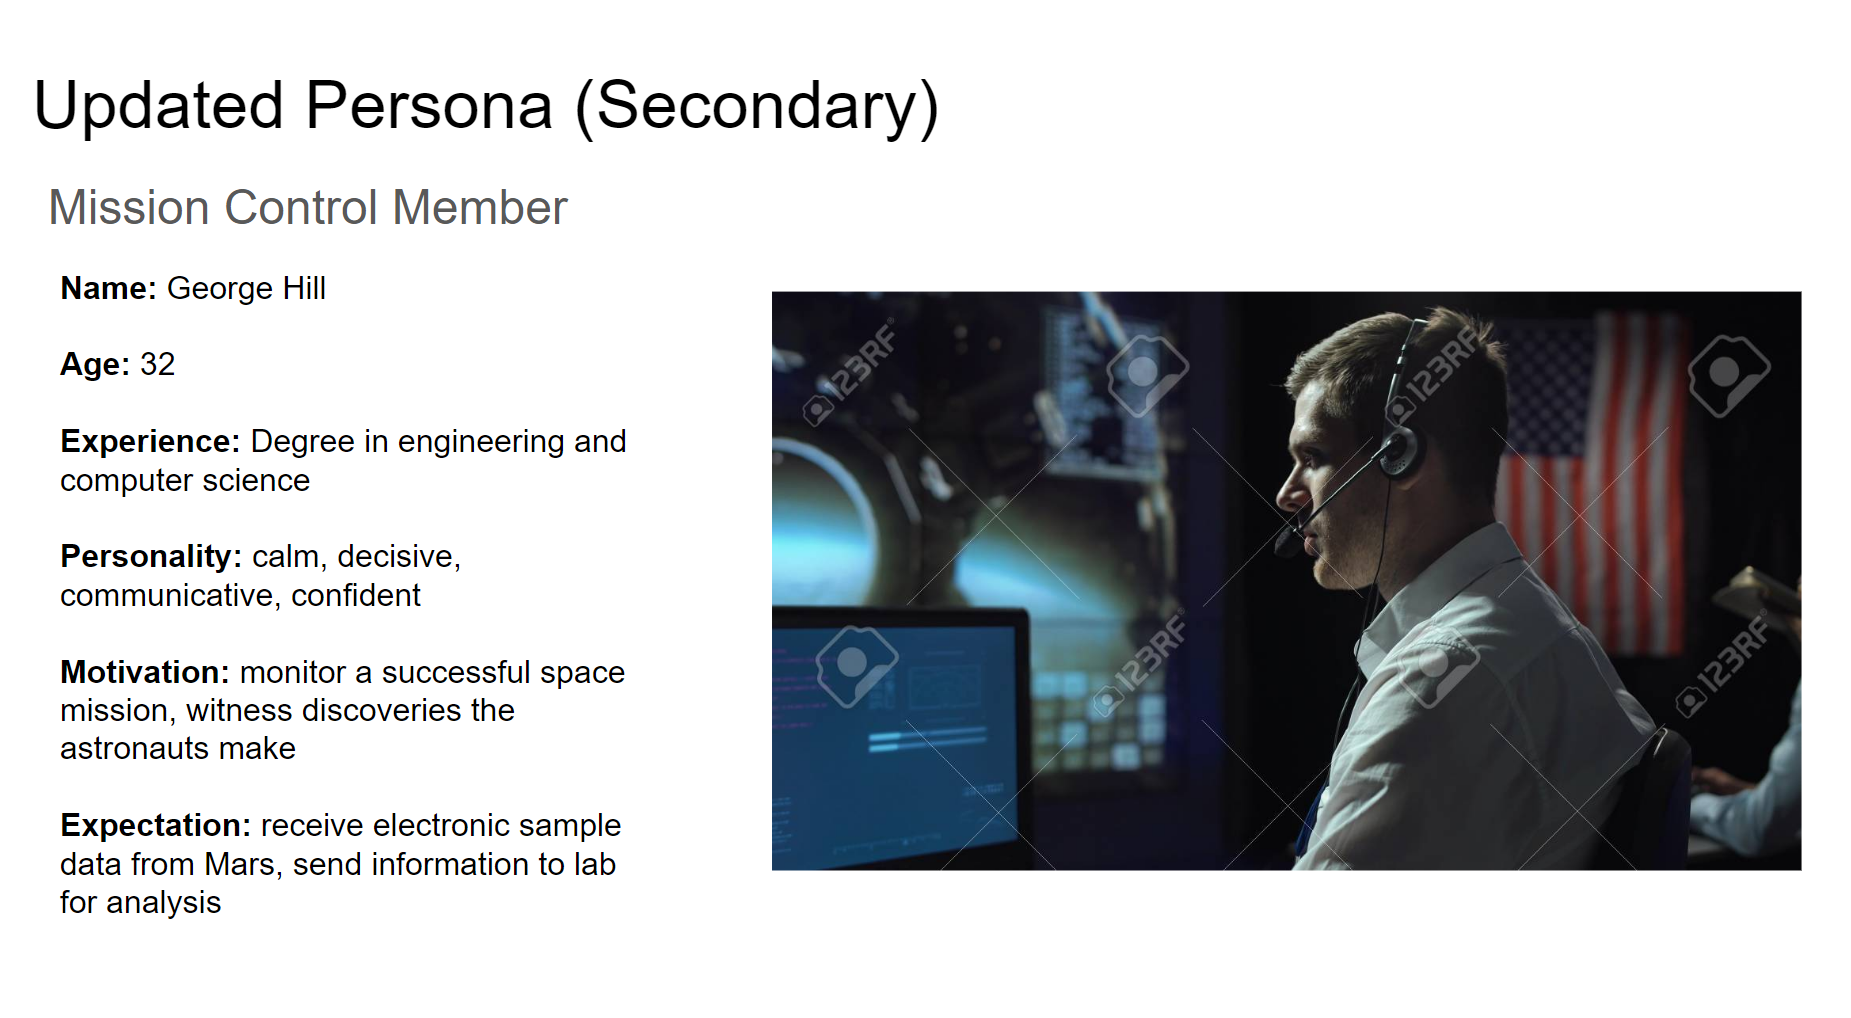 Updated Persona (Secondary)
Mission Control Member
Name: George Hill
Age: 32
Experience: Degree in engineering and
computer science
Personality: calm, decisive,
communicative, confident
Motivation: monitor a successful space
mission, witness discoveries the
astronauts make
Expectation: receive electronic sample
data from Mars, send information to lab
for analysis
123RF
123RF
123RF
123RF